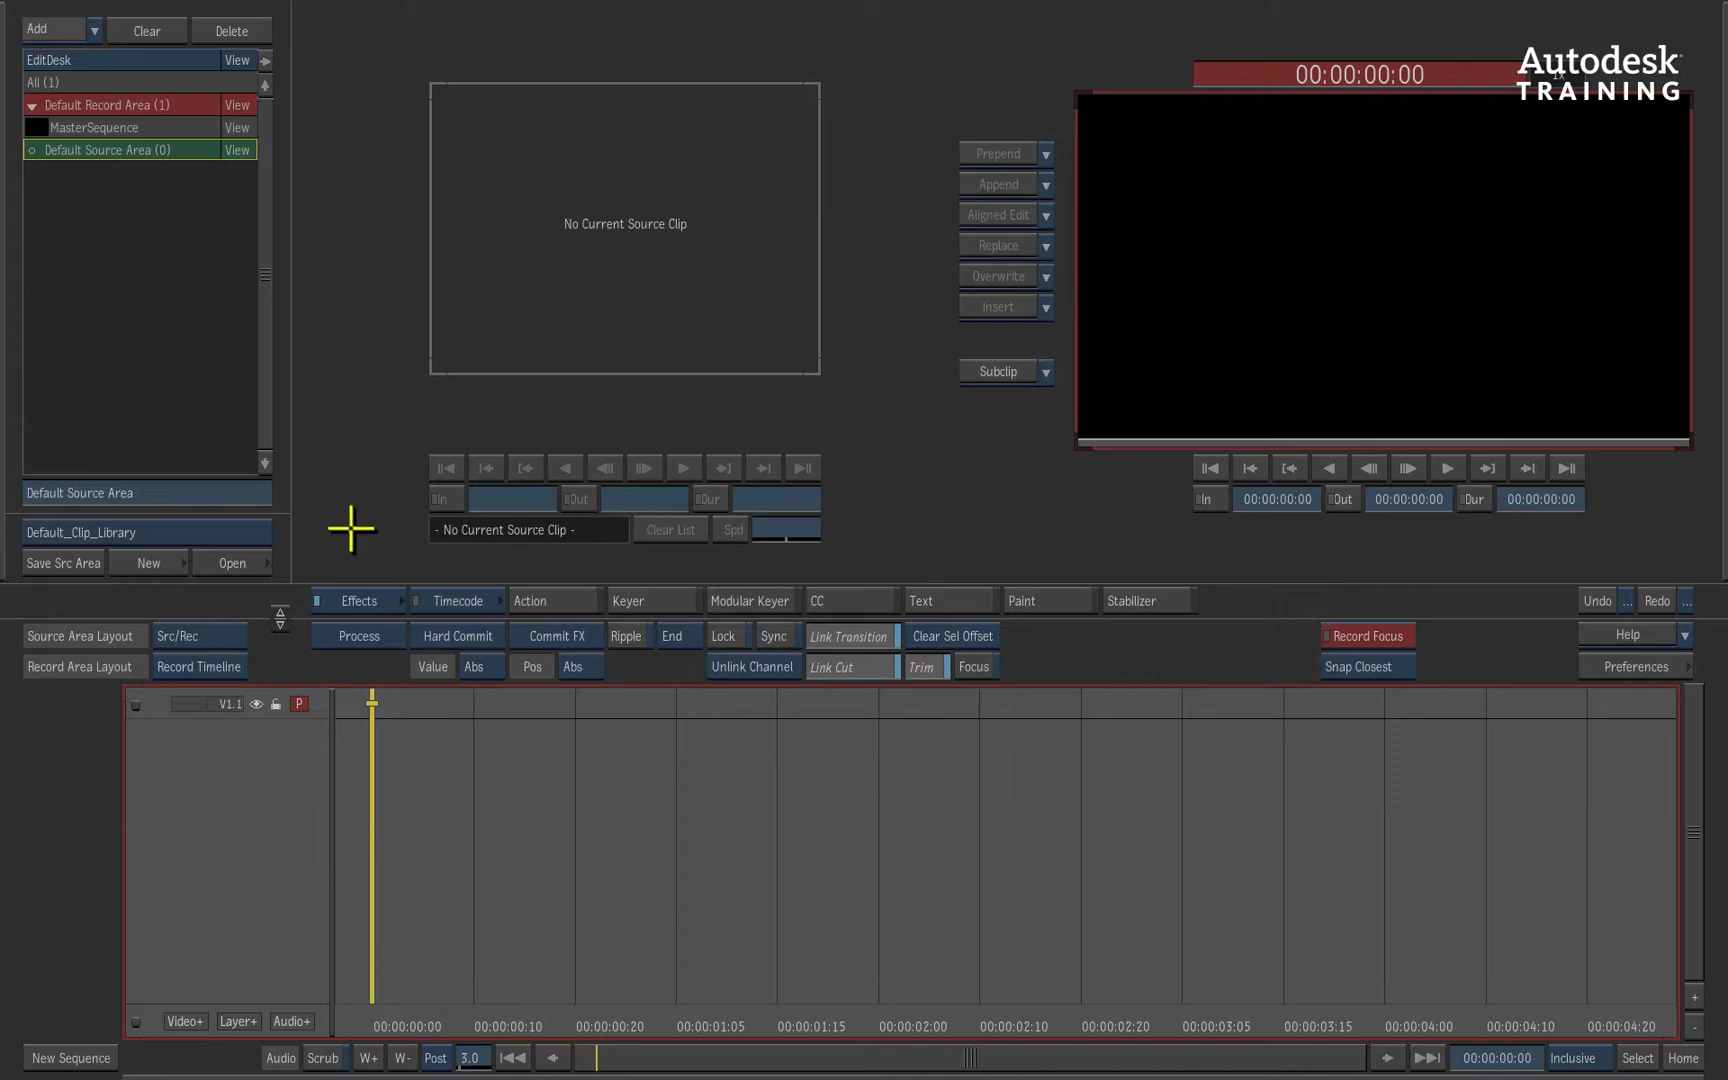 Add Clear Delete
EditDesk View
All (1)
Default Record Area (1) View
MasterSequence View
Default Source Area (0) View
Default Source Area
Default_Clip_Library
Save Src Area New Open
No Current Source Clip
In Out Dur
- No Current Source Clip - Clear List Spd
Prepend
Append
Aligned Edit
Replace
Overwrite
Insert
Subclip
00:00:00:00
Autodesk
TRAINING
In 00:00:00:00 Out 00:00:00:00 Dur 00:00:00:00
Effects Timecode Action Keyer Modular Keyer CC Text Paint Stabilizer Undo ... Redo ...
Source Area Layout Src/Rec Process Hard Commit Commit FX Ripple End Lock Sync Link Transition Clear Sel Offset Record Focus Help
Record Area Layout Record Timeline Value Abs Pos Abs Unlink Channel Link Cut Trim Focus Snap Closest Preferences
V1.1 P
Video+ Layer+ Audio+ 00:00:00:00 00:00:00:10 00:00:00:20 00:00:01:05 00:00:01:15 00:00:02:00 00:00:02:10 00:00:02:20 00:00:03:05 00:00:03:15 00:00:04:00 00:00:04:10 00:00:04:20
New Sequence Audio Scrub W+ W- Post 3.0 00:00:00:00 Inclusive Select Home